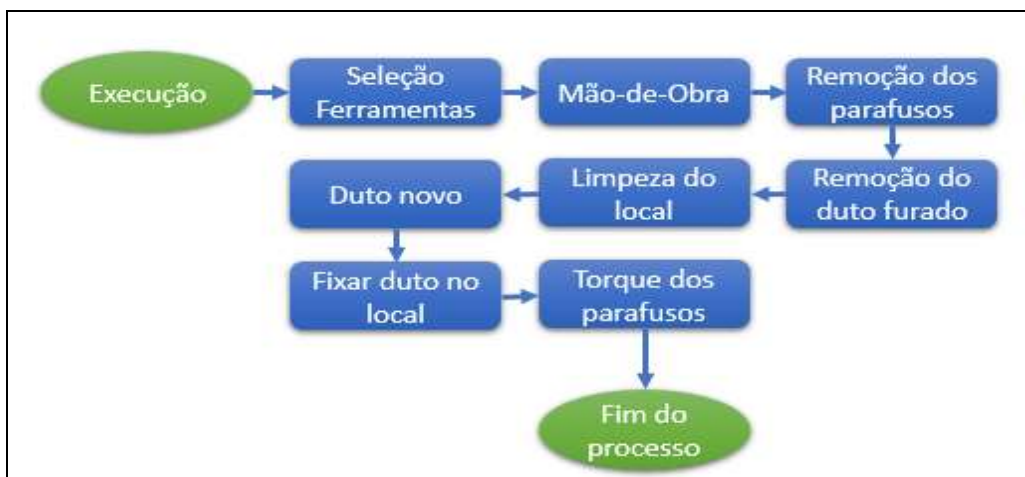 Execução
Seleção
Ferramentas
Mão-de-Obra
Remoção dos
parafusos
Remoção do
duto furado
Limpeza do
local
Duto novo
Fixar duto no
local
Torque dos
parafusos
Fim do
processo